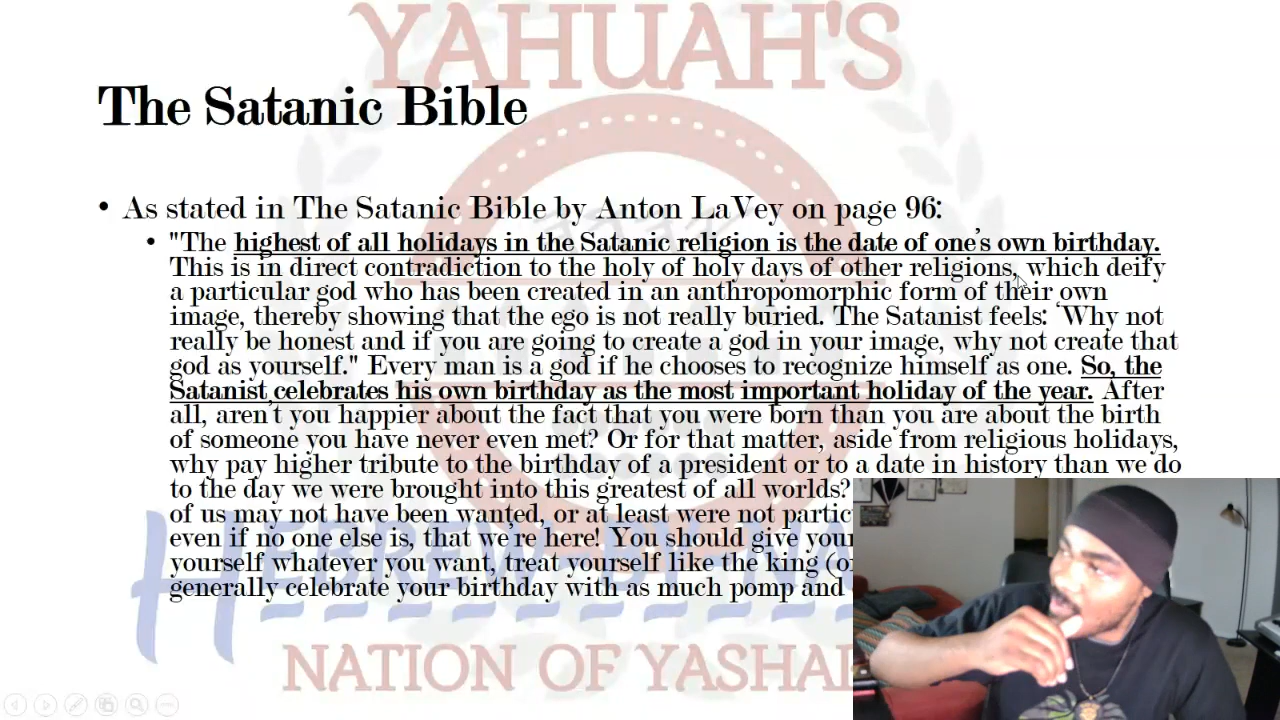 YAHUAH'S
The Satanic Bible
• As stated in The Satanic Bible by Anton LaVey on page 96:
• "The highest of all holidays in the Satanic religion is the date of one's own birthday.
This is in direct contradiction to the holy of holy days of other religions, which deify
a particular god who has been created in an anthropomorphic form of their own
image, thereby showing that the ego is not really buried. The Satanist feels: 'Why not
really be honest and if you are going to create a god in your image, why not create that
god as yourself." Every man is a god if he chooses to recognize himself as one. So, the
Satanist celebrates his own birthday as the most important holiday of the year. After
all, aren't you happier about the fact that you were born than you are about the birth
of someone you have never even met? Or for that matter, aside from religious holidays,
why pay higher tribute to the birthday of a president or to a date in history than we do
to the day we were brought into this greatest of all worlds?
of us may not have been wanted, or at least were not partic
even if no one else is, that we're here! You should give your
yourself whatever you want, treat yourself like the king (o
generally celebrate your birthday with as much pomp and
HEBREW-BY-NA
NATION OF YASHA